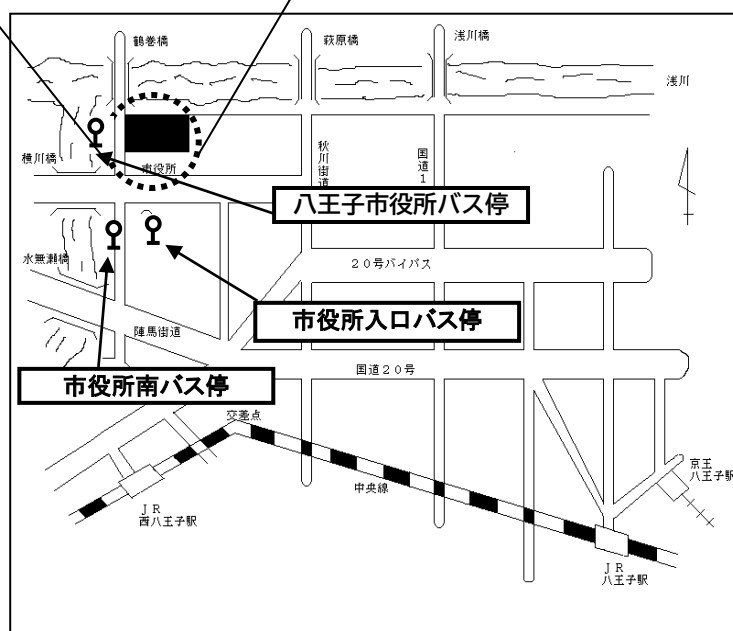 鶴巻橋
萩原橋
浅川橋
浅川
横川橋
市役所
秋川街道
国道1
八王子市役所バス停
水無瀬橋
20号バイパス
市役所入口バス停
陣馬街道
市役所南バス停
国道20号
交差点
中央線
京王
八王子駅
JR
西八王子駅
JR
八王子駅